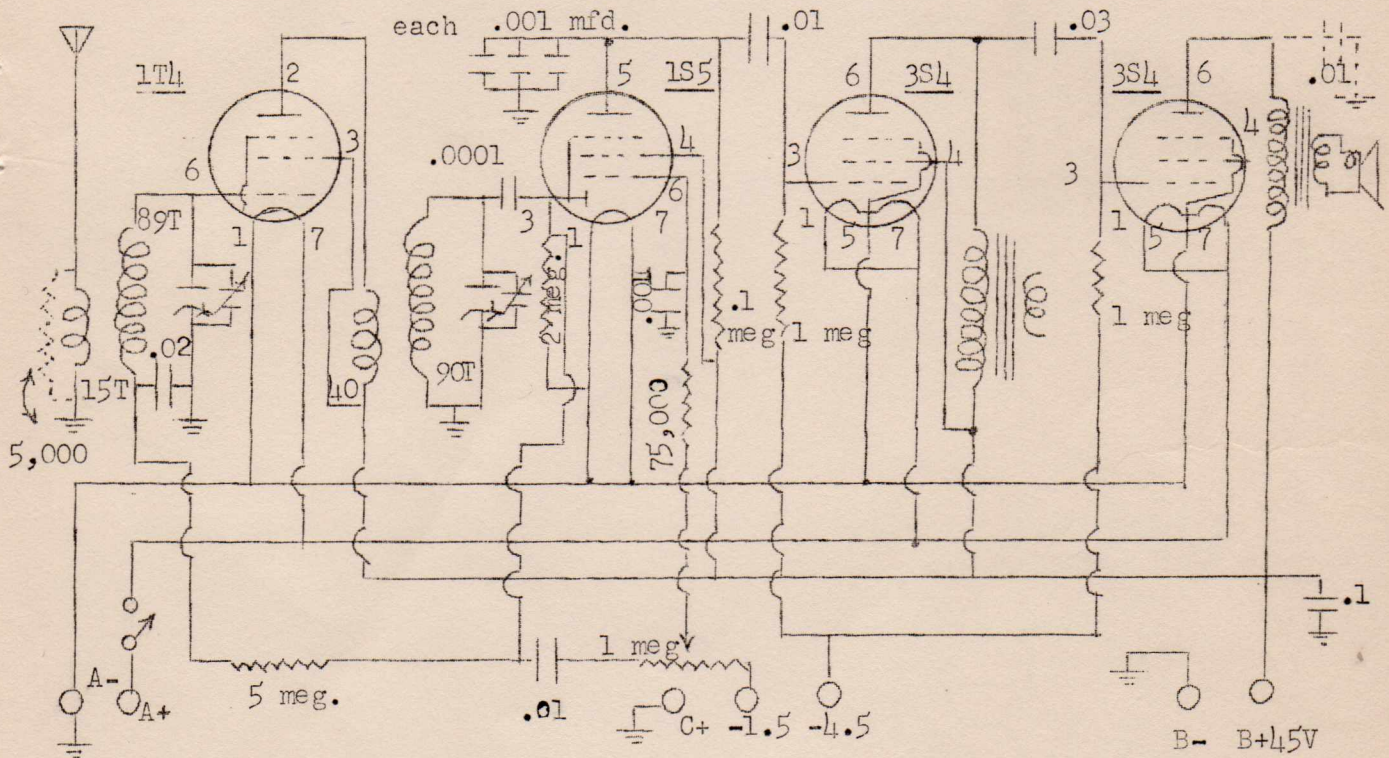 each .001 mfd.
.01
.03
1T4
2
5
1S5
6
3S4
3S4
6
.01
3
.0001
4
3
4
3
4
6
6
89T
1
7
3
1
7
1
5
7
1
5
7
2 meg.
.001
.1 meg
1 meg
1 meg
.02
15T
40
90T
75,000
5,000
A-
A+
5 meg.
.01
1 meg
C+
-1.5
-4.5
.1
B-
B+45V